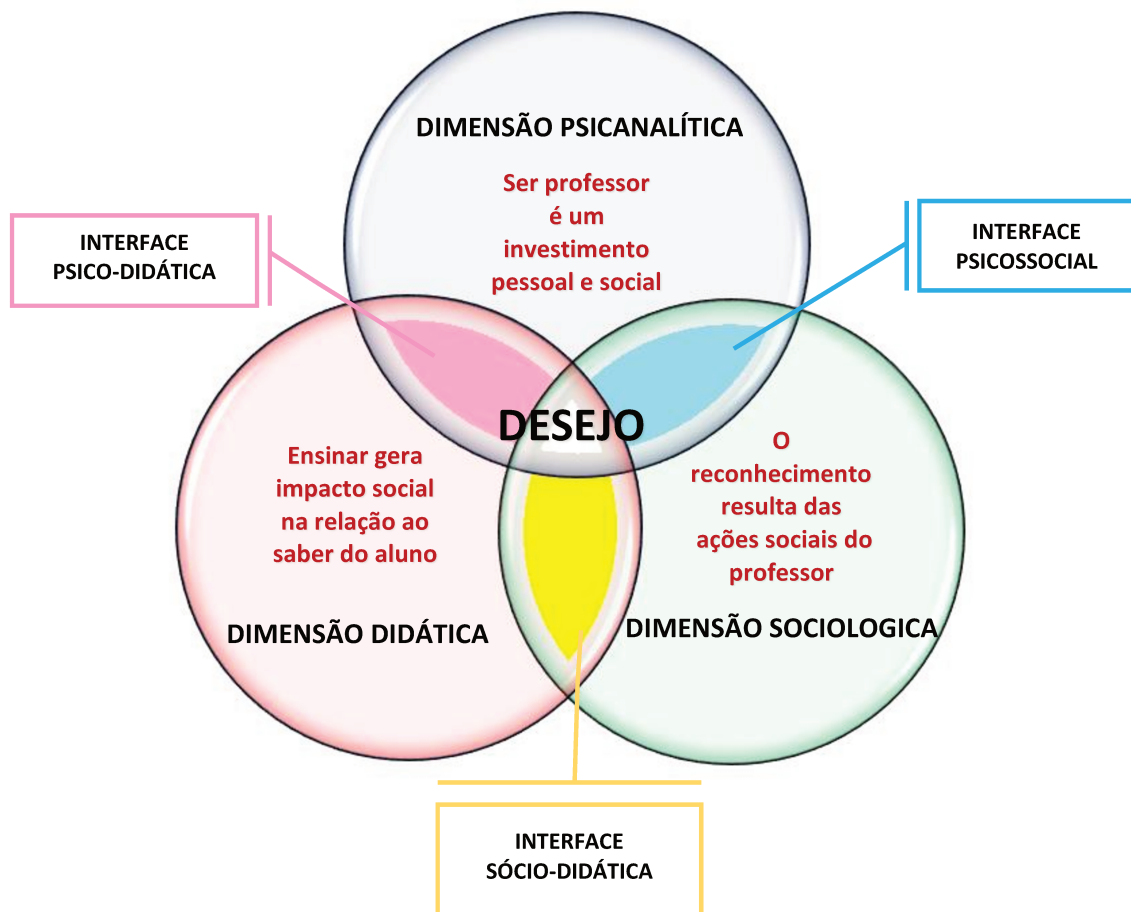 DIMENSÃO PSICANALÍTICA
Ser professor
é um
investimento
pessoal e social
INTERFACE
PSICO-DIDÁTICA
INTERFACE
PSICOSSOCIAL
DESEJO
Ensinar gera
impacto social
na relação ao
saber do aluno
DIMENSÃO DIDÁTICA
O
reconhecimento
resulta das
ações sociais do
professor
DIMENSÃO SOCIOLOGICA
INTERFACE
SÓCIO-DIDÁTICA